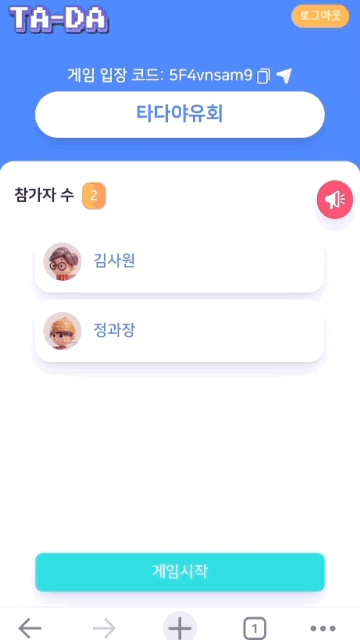 TA-DA
로그아웃
게임 입장 코드: 5F4vnsam9
타다야유회
참가자 수 2
김사원
정과장
게임시작
1